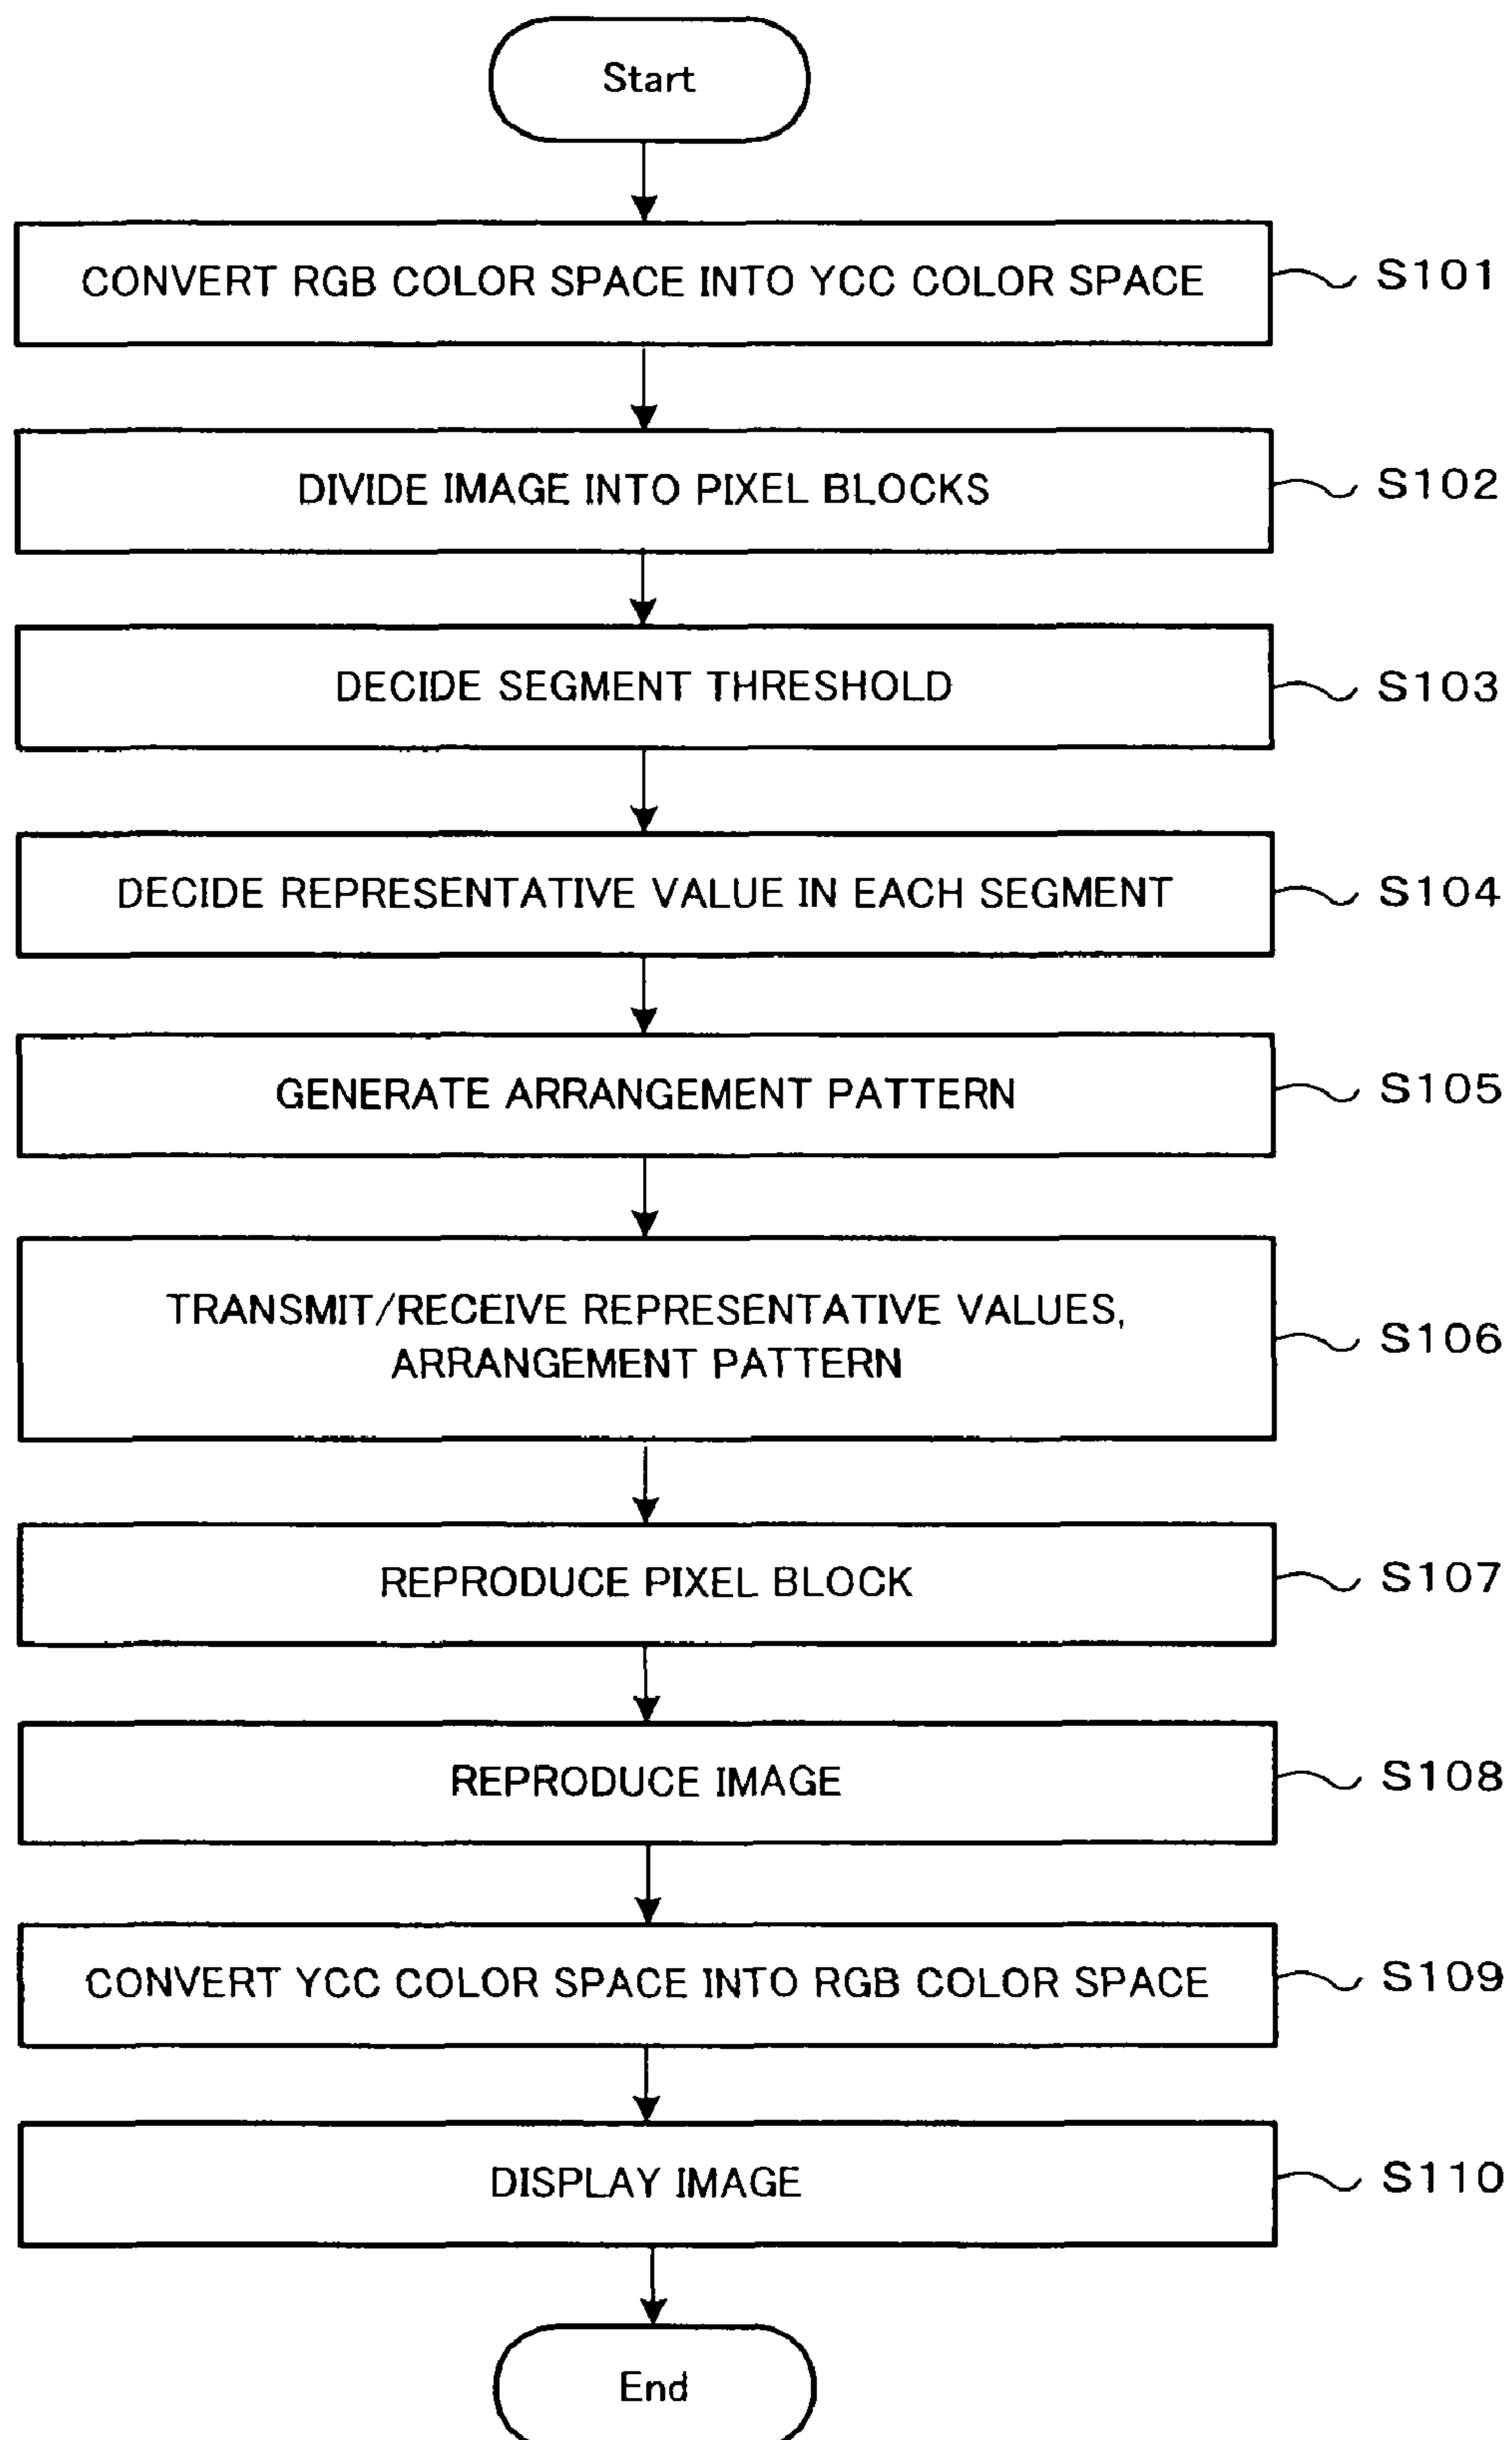 Start
CONVERT RGB COLOR SPACE INTO YCC COLOR SPACE
S101
DIVIDE IMAGE INTO PIXEL BLOCKS
S102
DECIDE SEGMENT THRESHOLD
S103
DECIDE REPRESENTATIVE VALUE IN EACH SEGMENT
S104
GENERATE ARRANGEMENT PATTERN
S105
TRANSMIT/RECEIVE REPRESENTATIVE VALUES,
ARRANGEMENT PATTERN
S106
REPRODUCE PIXEL BLOCK
S107
REPRODUCE IMAGE
S108
CONVERT YCC COLOR SPACE INTO RGB COLOR SPACE
S109
DISPLAY IMAGE
S110
End